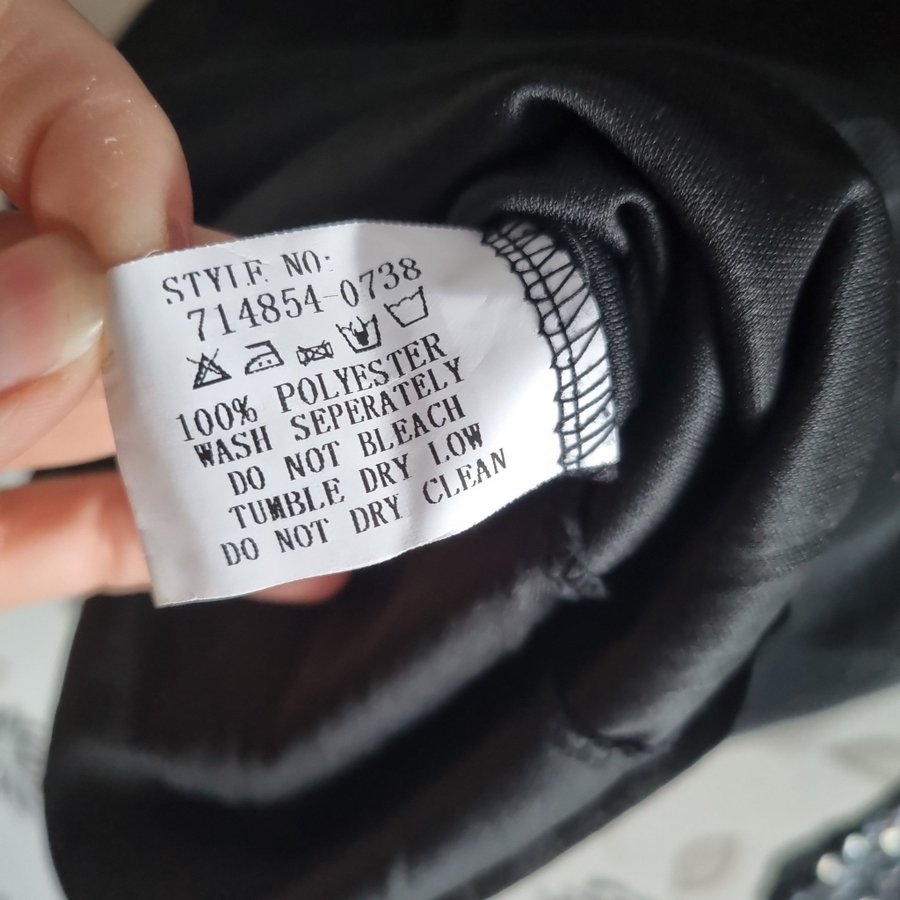 STYLE NO:
714854-0738
100% POLYESTER
WASH SEPERATELY
DO NOT BLEACH
TUMBLE DRY LOW
DO NOT DRY CLEAN